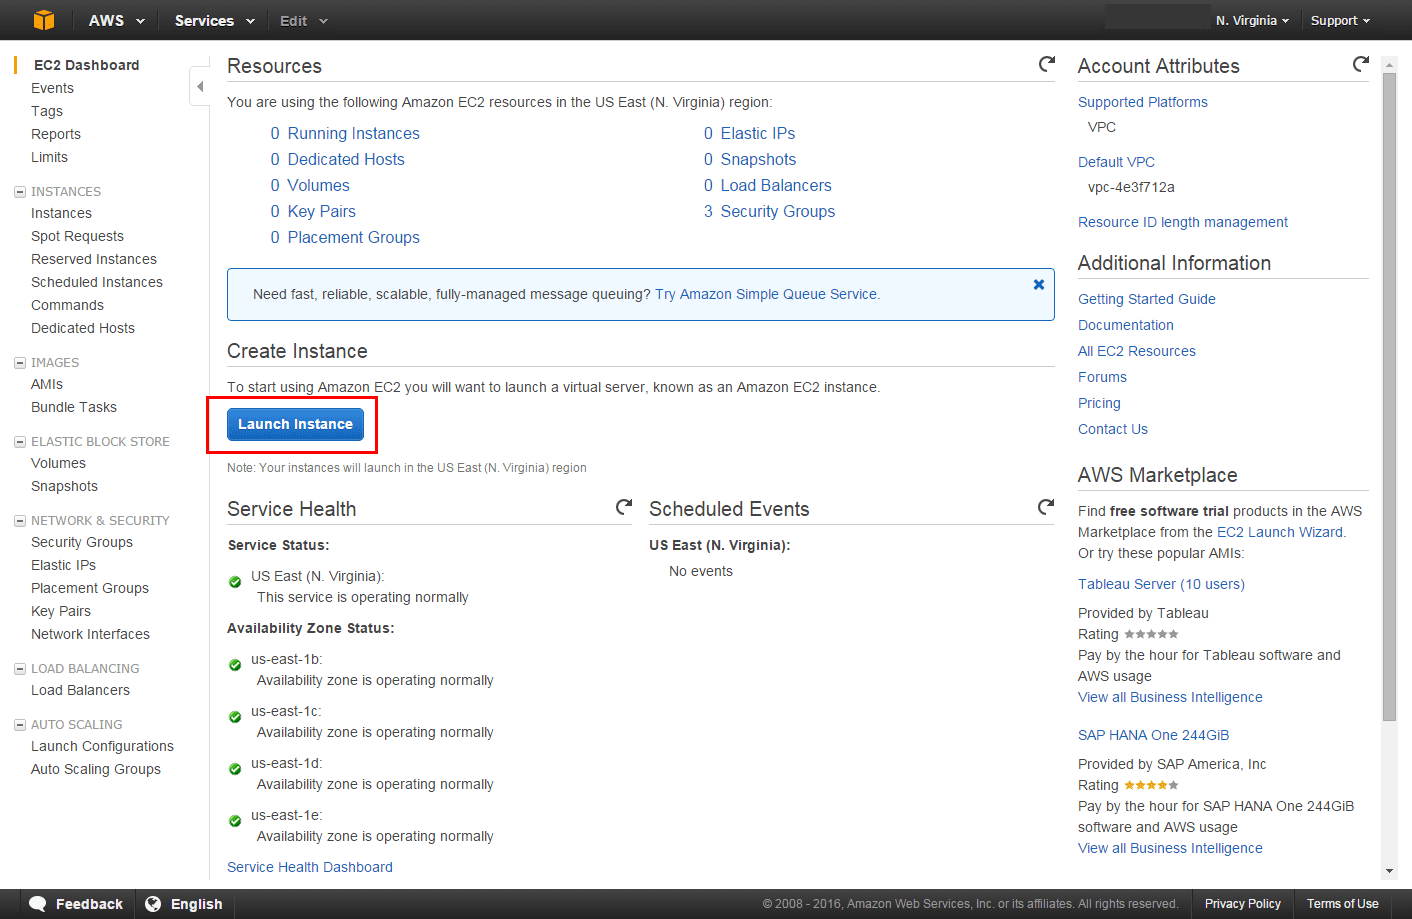 AWS Services Edit N. Virginia Support
EC2 Dashboard
Events
Tags
Reports
Limits
INSTANCES
Instances
Spot Requests
Reserved Instances
Scheduled Instances
Commands
Dedicated Hosts
IMAGES
AMIs
Bundle Tasks
ELASTIC BLOCK STORE
Volumes
Snapshots
NETWORK & SECURITY
Security Groups
Elastic IPs
Placement Groups
Key Pairs
Network Interfaces
LOAD BALANCING
Load Balancers
AUTO SCALING
Launch Configurations
Auto Scaling Groups
Resources
You are using the following Amazon EC2 resources in the US East (N. Virginia) region:
0 Running Instances 0 Elastic IPs
0 Dedicated Hosts 0 Snapshots
0 Volumes 0 Load Balancers
0 Key Pairs 3 Security Groups
0 Placement Groups
Need fast, reliable, scalable, fully-managed message queuing? Try Amazon Simple Queue Service.
Create Instance
To start using Amazon EC2 you will want to launch a virtual server, known as an Amazon EC2 instance.
Launch Instance
Note: Your instances will launch in the US East (N. Virginia) region
Service Health
Service Status:
US East (N. Virginia):
This service is operating normally
Availability Zone Status:
us-east-1b:
Availability zone is operating normally
us-east-1c:
Availability zone is operating normally
us-east-1d:
Availability zone is operating normally
us-east-1e:
Availability zone is operating normally
Service Health Dashboard
Scheduled Events
US East (N. Virginia):
No events
Account Attributes
Supported Platforms
VPC
Default VPC
vpc-4e3f712a
Resource ID length management
Additional Information
Getting Started Guide
Documentation
All EC2 Resources
Forums
Pricing
Contact Us
AWS Marketplace
Find free software trial products in the AWS
Marketplace from the EC2 Launch Wizard.
Or try these popular AMIs:
Tableau Server (10 users)
Provided by Tableau
Rating
Pay by the hour for Tableau software and
AWS usage
View all Business Intelligence
SAP HANA One 244GiB
Provided by SAP America, Inc
Rating
Pay by the hour for SAP HANA One 244GiB
software and AWS usage
View all Business Intelligence
Feedback English © 2008 - 2016, Amazon Web Services, Inc. or its affiliates. All rights reserved. Privacy Policy Terms of Use